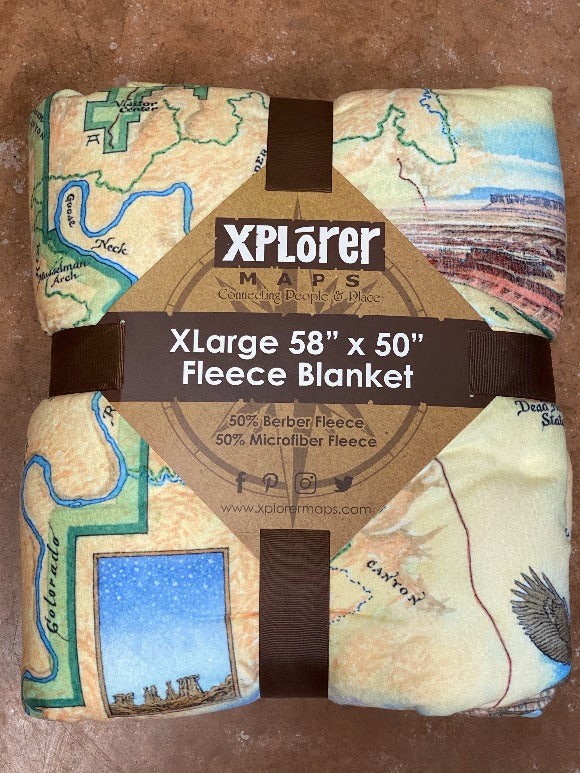 Visitor
Center
Goose
Neck
Musselman
Arch
XPLōrer
MAPS
Connecting People & Place
XLarge 58” x 50”
Fleece Blanket
50% Berber Fleece
50% Microfiber Fleece
www.xplorermaps.com
Colorado
CANYON